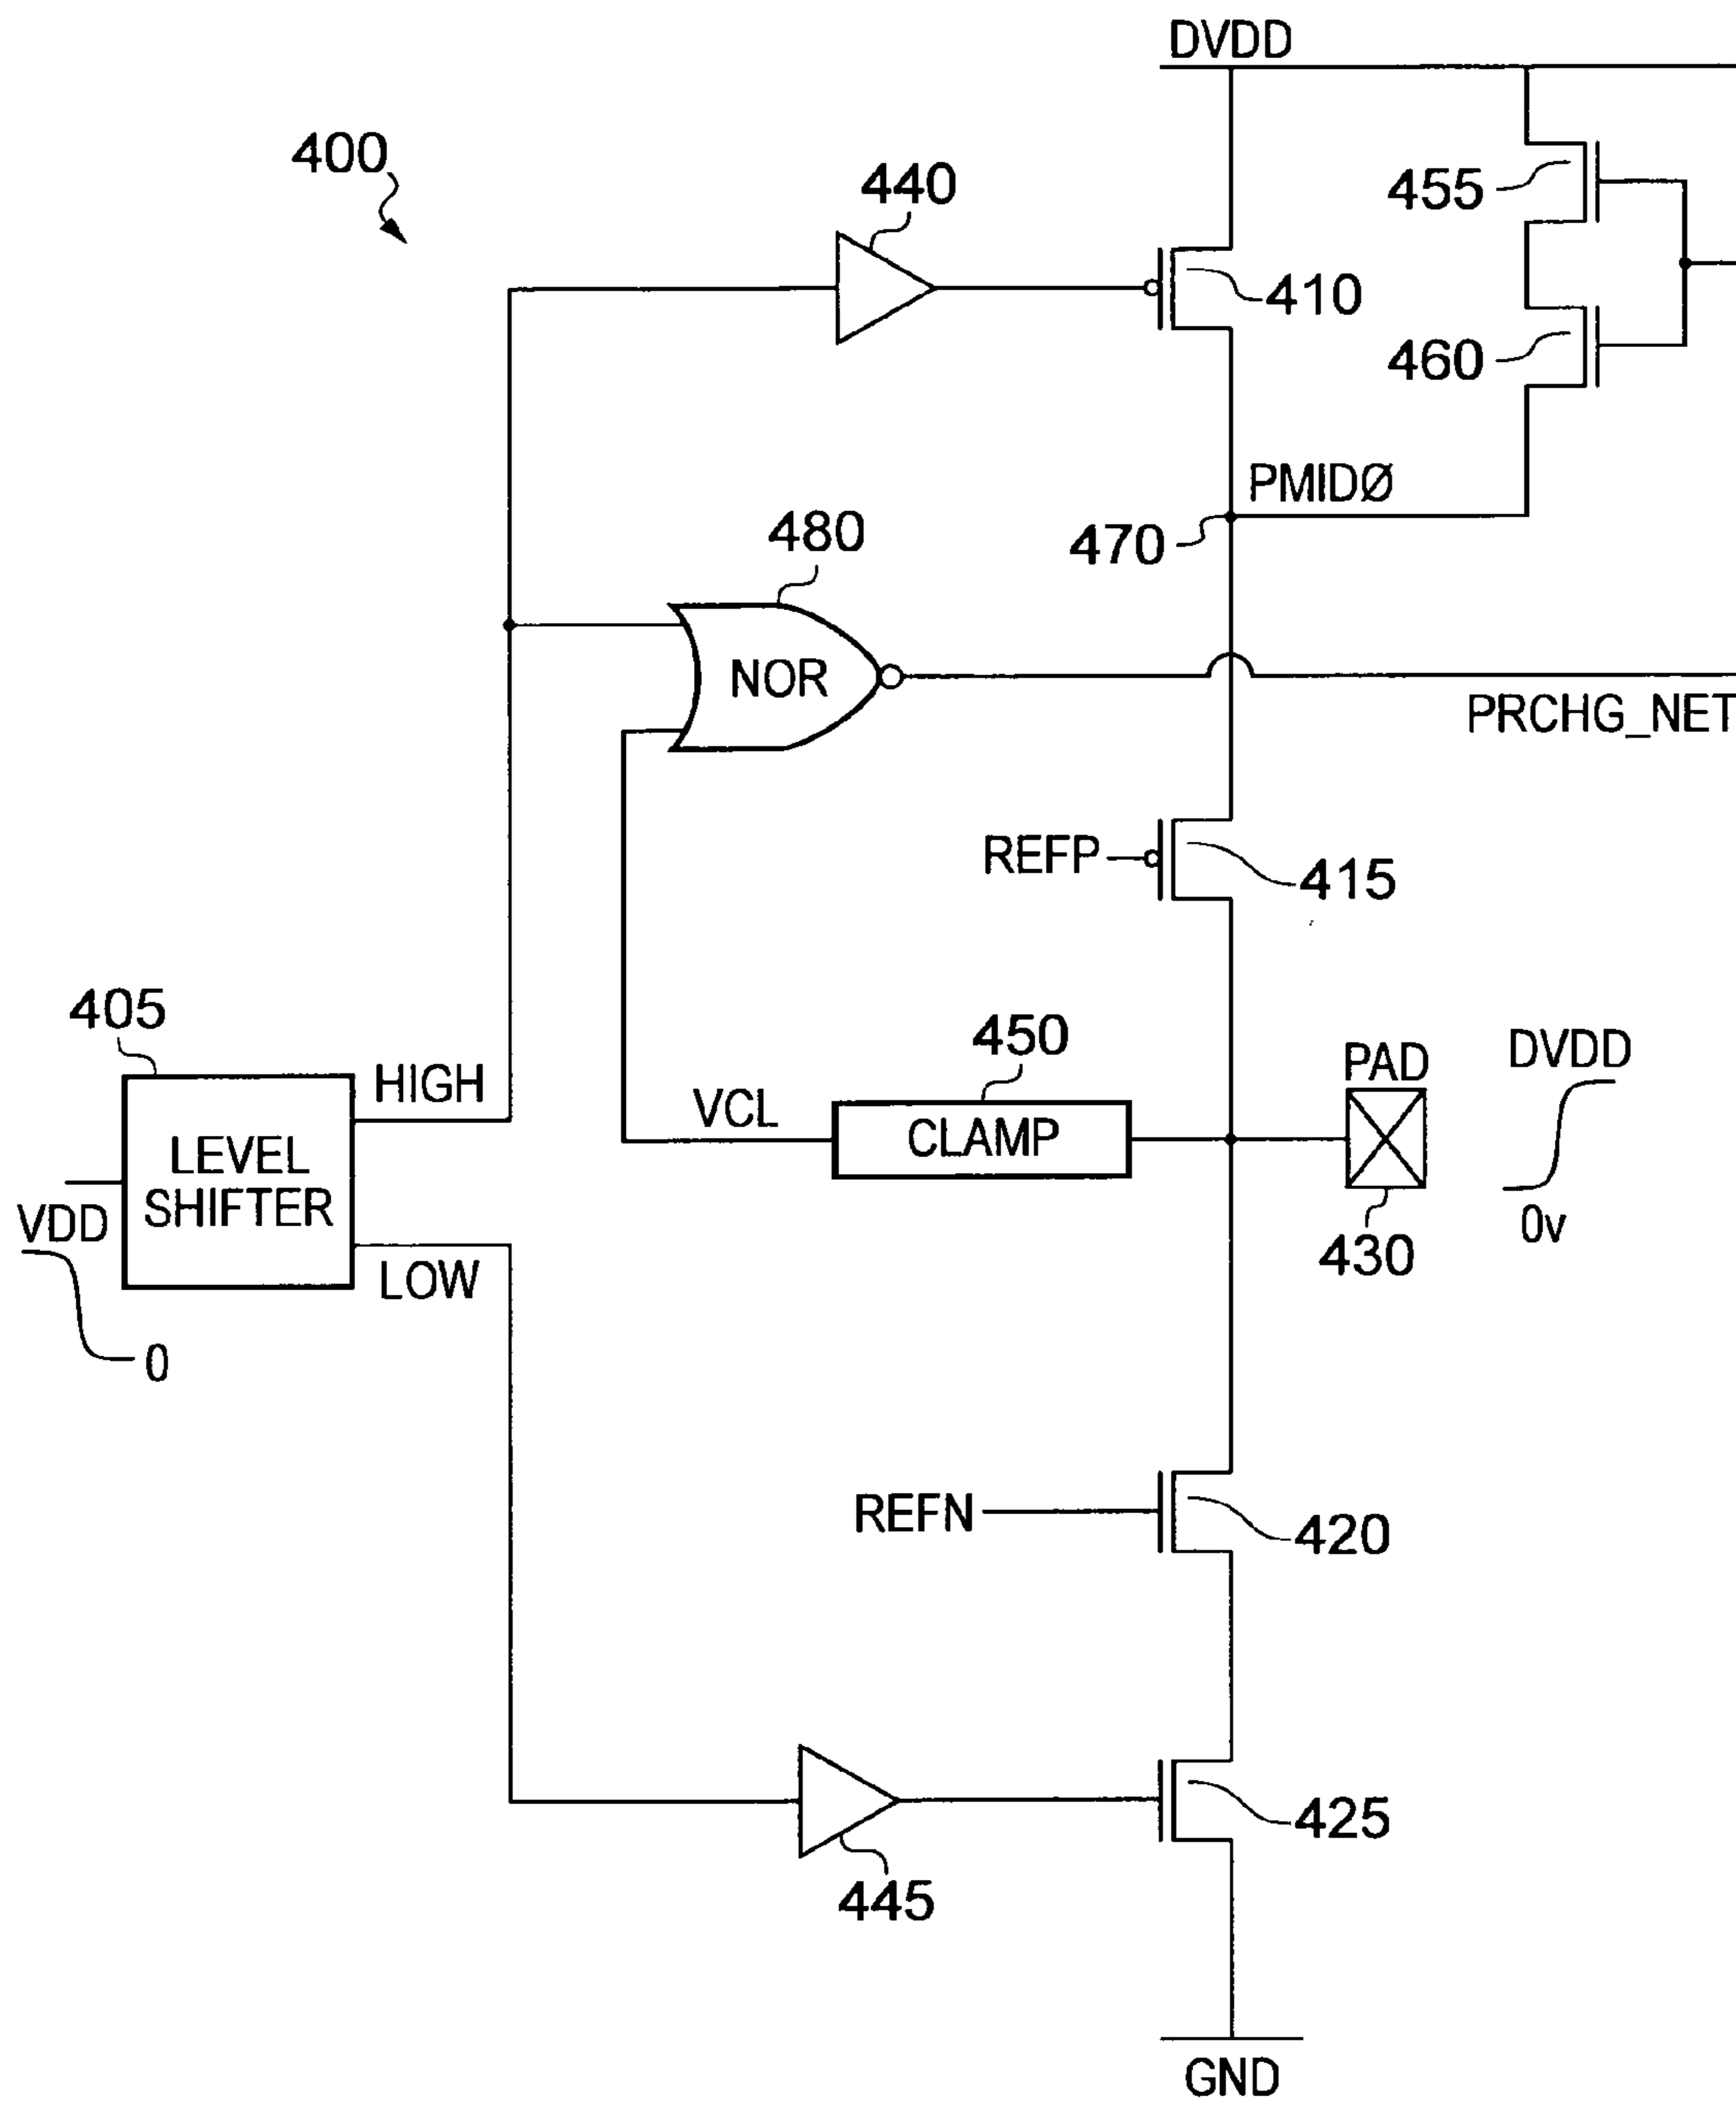 DVDD
400
440
455
410
460
PMIDØ
480
470
NOR
PRCHG_NET
REFP
415
405
450
PAD
DVDD
HIGH
VCL
CLAMP
LEVEL
SHIFTER
VDD
0v
430
LOW
0
REFN
420
425
445
GND